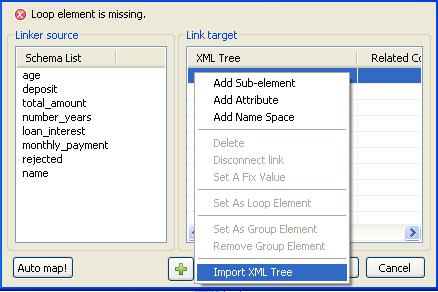 Loop element is missing.
Linker source
Link target
Schema List
XML Tree
Related Co
age
deposit
total_amount
number_years
loan_interest
monthly_payment
rejected
name
Add Sub-element
Add Attribute
Add Name Space
Delete
Disconnect link
Set A Fix Value
Set As Loop Element
Set As Group Element
Remove Group Element
Import XML Tree
Auto map!
Cancel